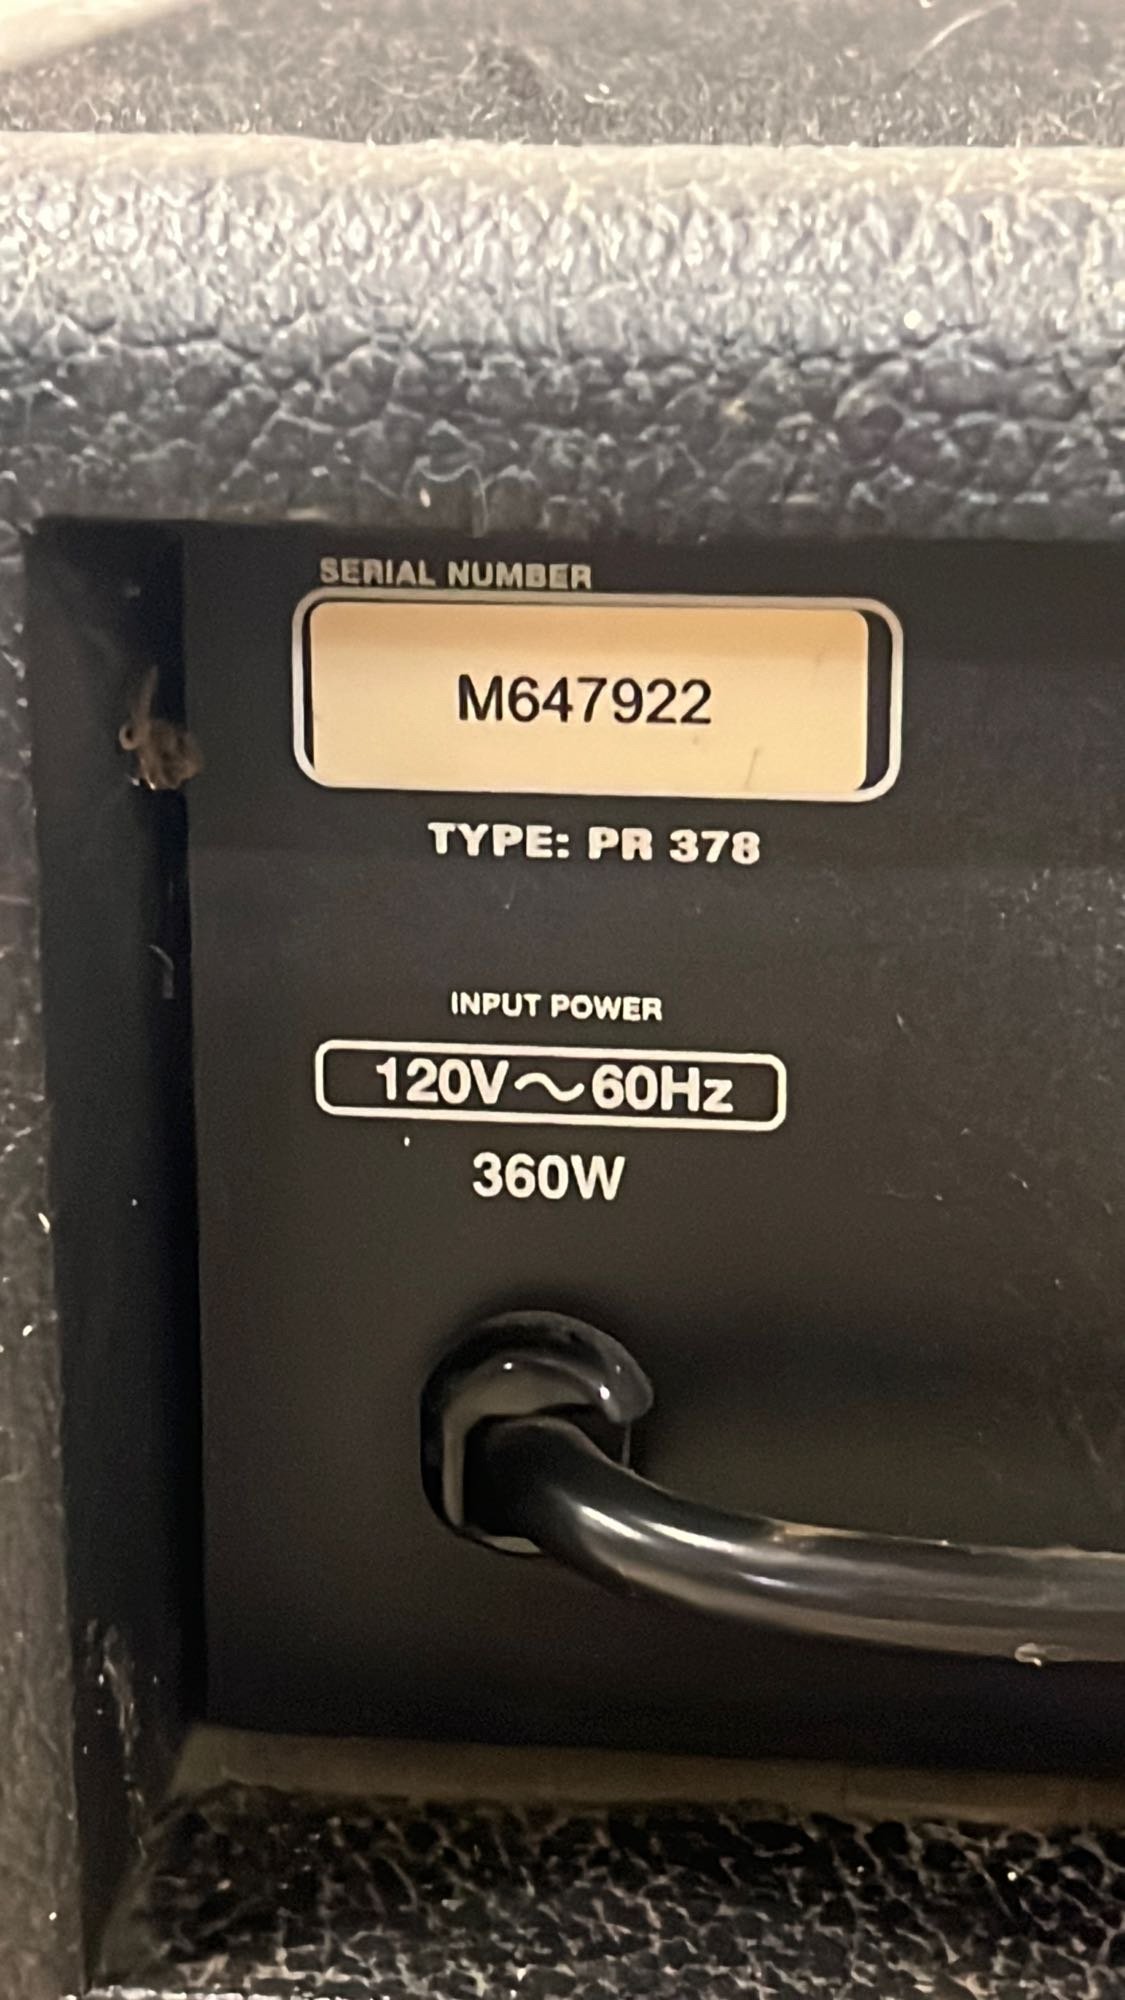 SERIAL NUMBER
M647922
TYPE: PR 378
INPUT POWER
120V～60Hz
360W